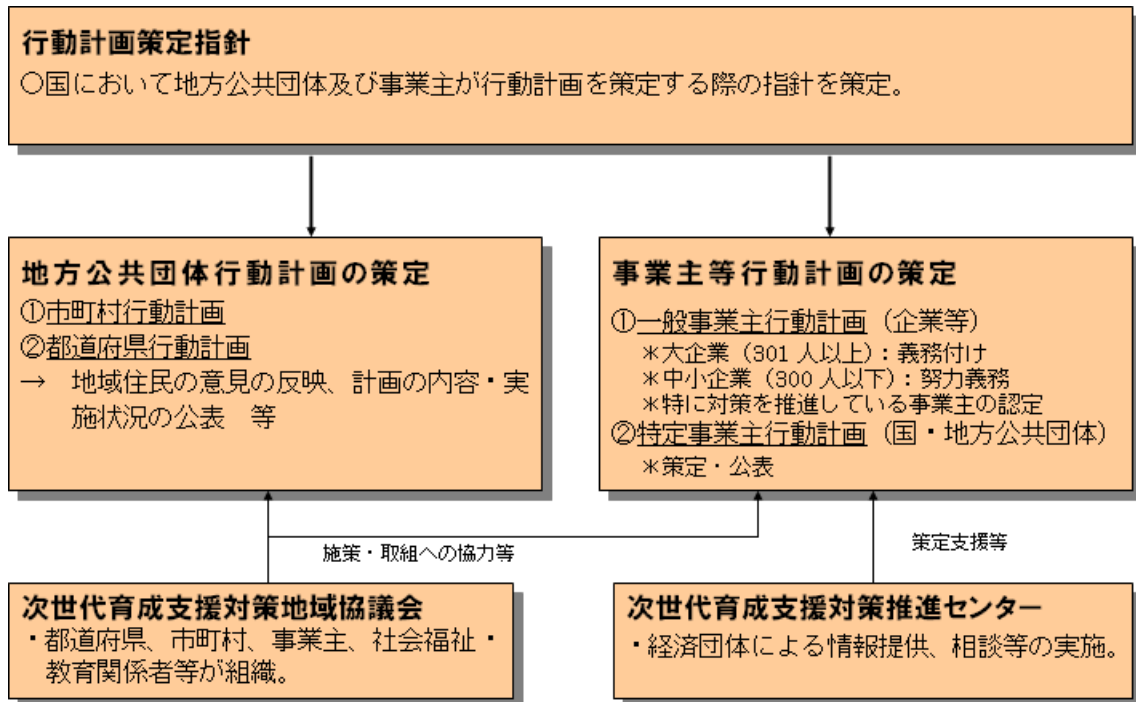 行動計画策定指針
○国において地方公共団体及び事業主が行動計画を策定する際の指針を策定。
地方公共団体行動計画の策定
①市町村行動計画
②都道府県行動計画
→　地域住民の意見の反映、計画の内容・実
施状況の公表　等
事業主等行動計画の策定
①一般事業主行動計画（企業等）
＊大企業（301人以上）：義務付け
＊中小企業（300人以下）：努力義務
＊特に対策を推進している事業主の認定
②特定事業主行動計画（国・地方公共団体）
＊策定・公表
施策・取組への協力等
策定支援等
次世代育成支援対策地域協議会
・都道府県、市町村、事業主、社会福祉・
教育関係者等が組織。
次世代育成支援対策推進センター
・経済団体による情報提供、相談等の実施。